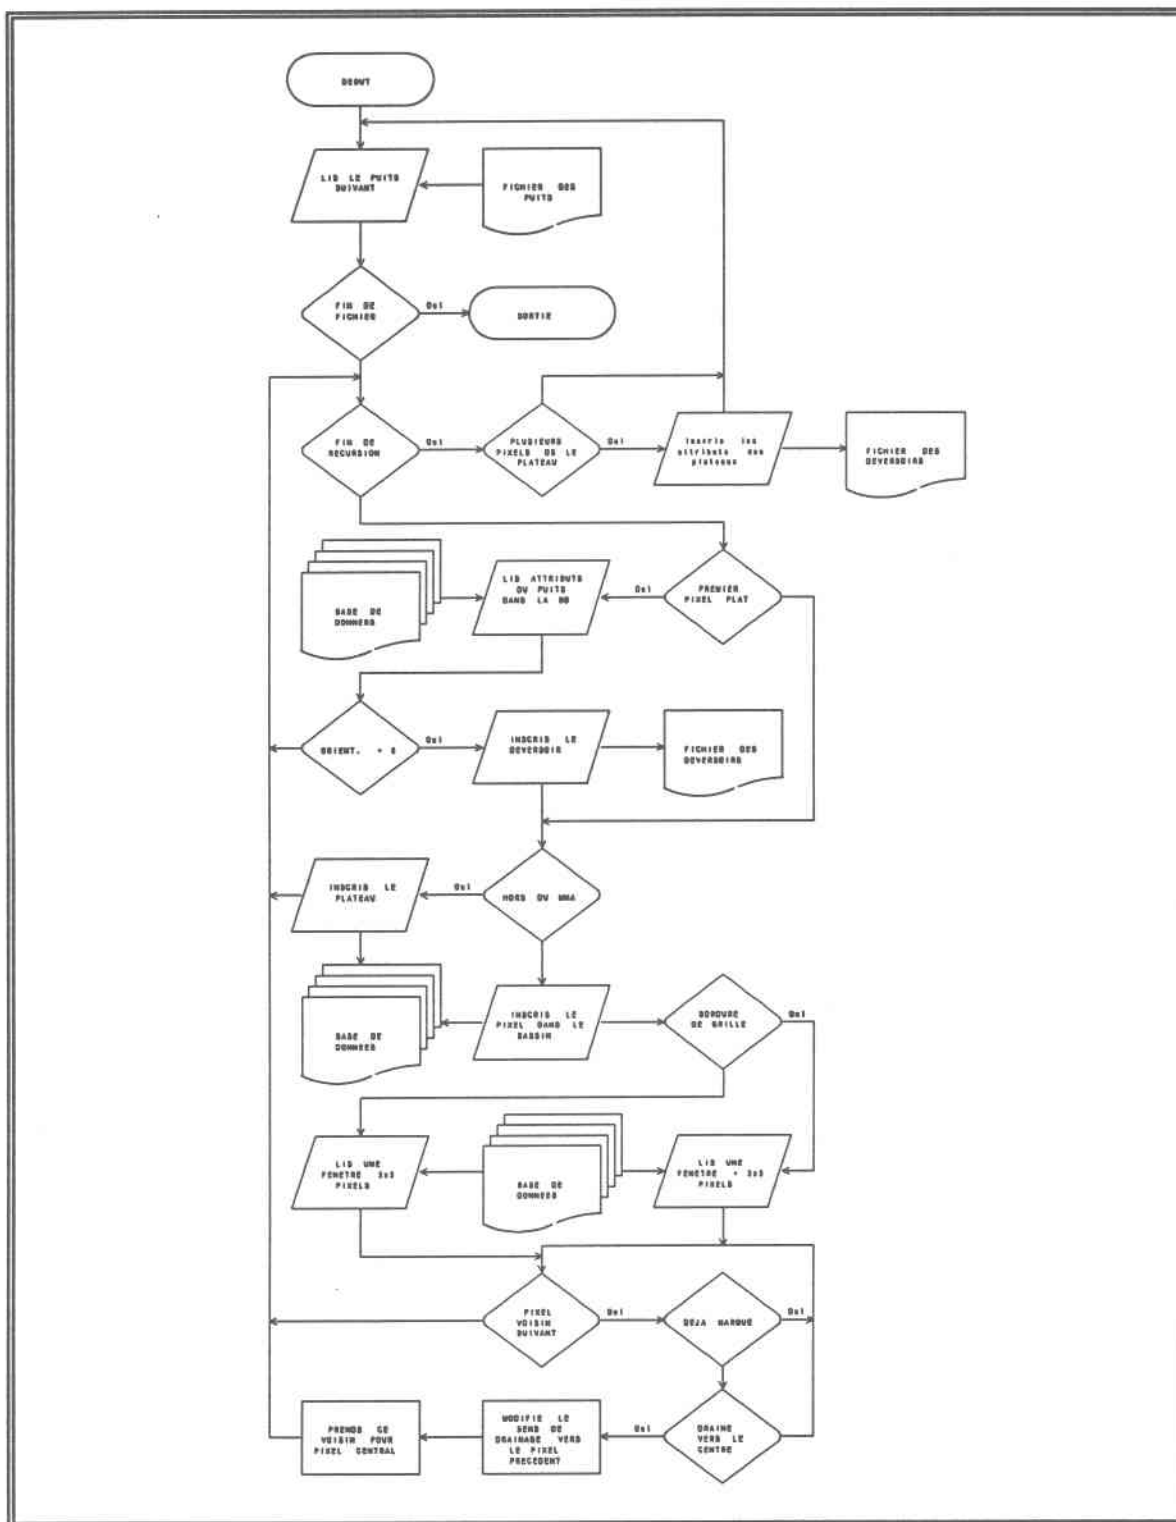 DEBUT
LIS LE PUITS
SUIVANT
FICHIER DES
PUITS
FIN DE
FICHIER
Oui
SORTIE
FIN DE
RECURSION
Oui
PLUSIEURS
PIXELS DS LE
PLATEAU
Oui
Inscris les
attributs des
plateaux
FICHIER DES
DEVERSOIRS
BASE DE
DONNEES
LIS ATTRIBUTS
DU PUITS
DANS LA BD
Oui
PREMIER
PIXEL PLAT
ORIENT. =
Oui
INSCRIS LE
DEVERSOIR
FICHIER DES
DEVERSOIRS
INSCRIS LE
PLATEAU
Oui
HORS DU MNA
BASE DE
DONNEES
INSCRIS LE
PIXEL DANS LE
BASSIN
BORDURE
DE GRILLE
Oui
LIS UNE
FENETRE 3x3
PIXELS
BASE DE
DONNEES
LIS UNE
FENETRE 3x3
PIXELS
PIXEL
VOISIN
SUIVANT
Oui
DEJA MARQUE
Oui
PRENDS CE
VOISIN POUR
PIXEL CENTRAL
MODIFIE LE
SENS DE
DRAINAGE VERS
LE PIXEL
PRECEDENT
Oui
DRAINE
VERS LE
CENTRE